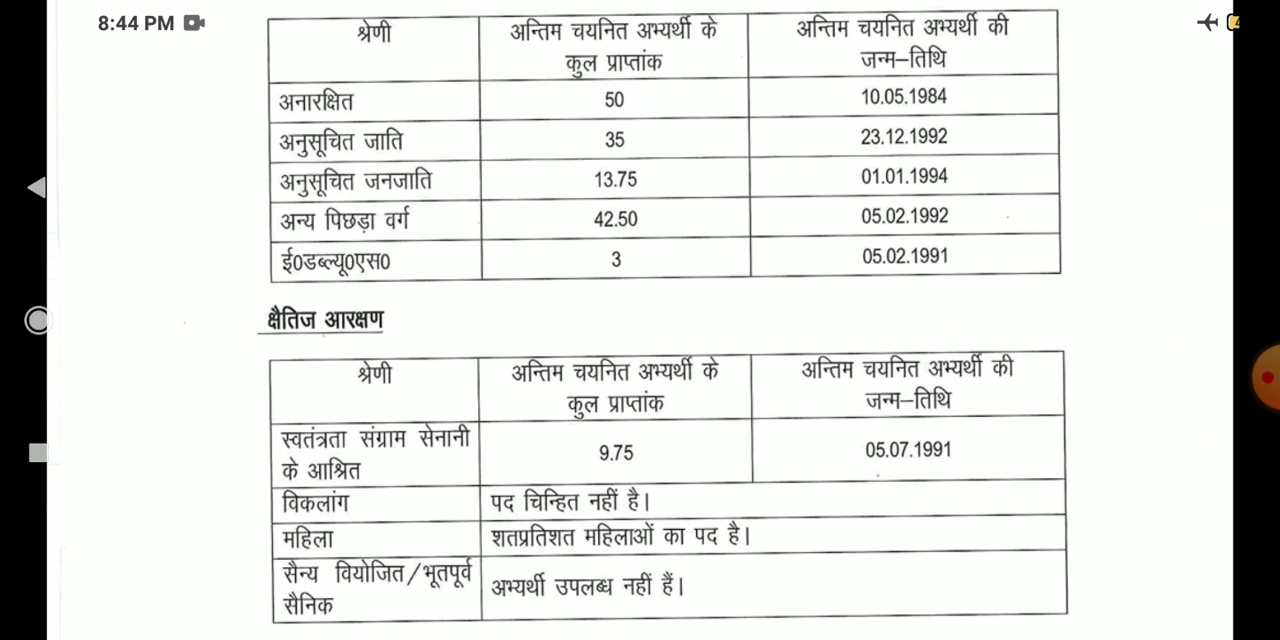 8:44 PM
श्रेणी
अन्तिम चयनित अभ्यर्थी के
कुल प्राप्तांक
अन्तिम चयनित अभ्यर्थी की
जन्म–तिथि
अनारक्षित 50 10.05.1984
अनुसूचित जाति 35 23.12.1992
अनुसूचित जनजाति 13.75 01.01.1994
अन्य पिछड़ा वर्ग 42.50 05.02.1992
ई0डब्ल्यू0एस0 3 05.02.1991
क्षैतिज आरक्षण
श्रेणी
अन्तिम चयनित अभ्यर्थी के
कुल प्राप्तांक
अन्तिम चयनित अभ्यर्थी की
जन्म–तिथि
स्वतंत्रता संग्राम सेनानी
के आश्रित
9.75 05.07.1991
विकलांग पद चिन्हित नहीं है।
महिला शतप्रतिशत महिलाओं का पद है।
सैन्य वियोजित/भूतपूर्व
सैनिक
अभ्यर्थी उपलब्ध नहीं हैं।